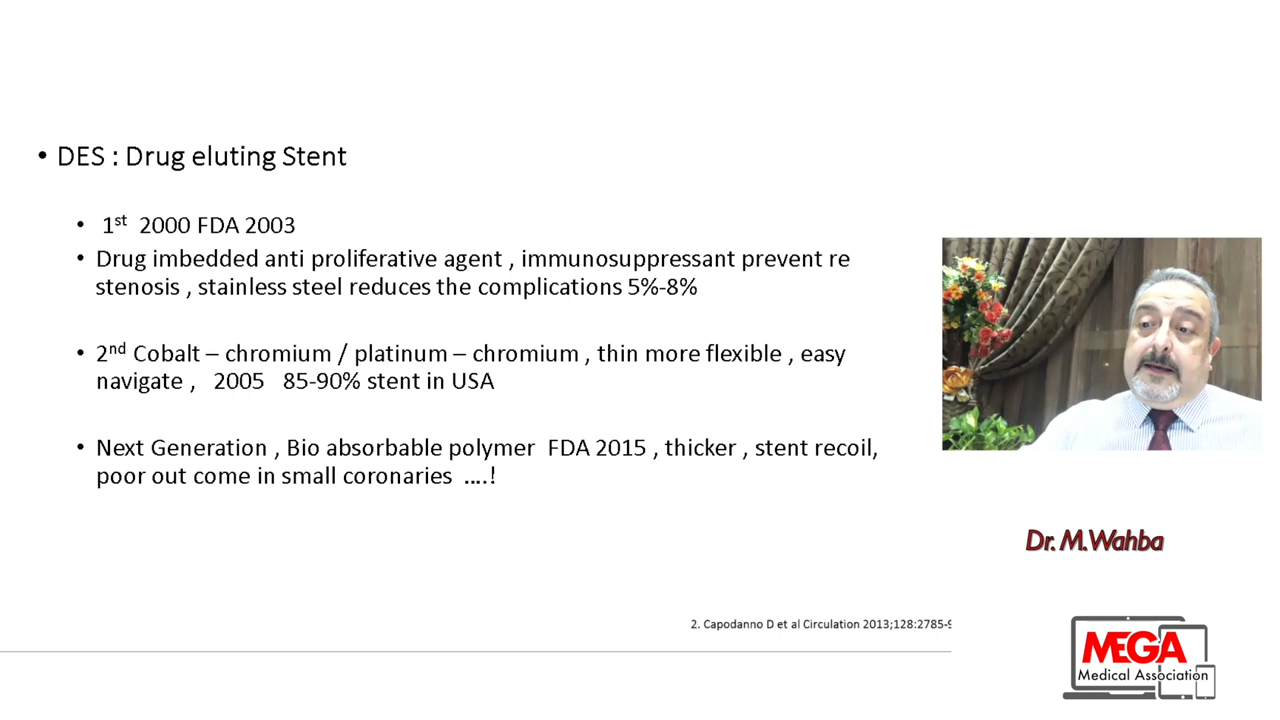 • DES : Drug eluting Stent
• 1st 2000 FDA 2003
• Drug imbedded anti proliferative agent , immunosuppressant prevent re
stenosis , stainless steel reduces the complications 5%-8%
• 2nd Cobalt – chromium / platinum – chromium , thin more flexible , easy
navigate , 2005 85-90% stent in USA
• Next Generation , Bio absorbable polymer FDA 2015 , thicker , stent recoil,
poor out come in small coronaries ....!
Dr. M.Wahba
2. Capodanno D et al Circulation 2013;128:2785-9
MEGA
Medical Association